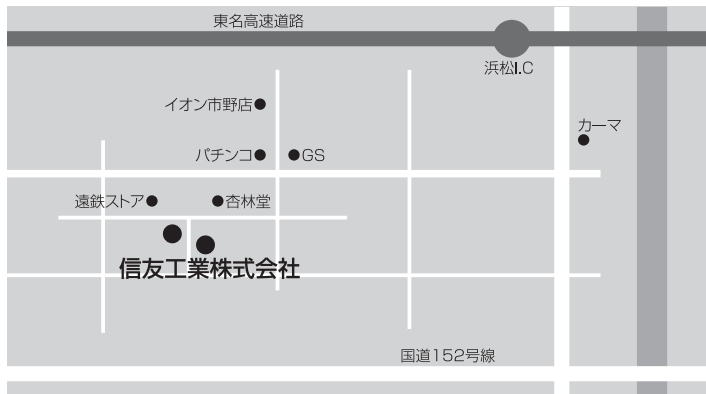 東名高速道路
浜松I.C
イオン市野店
カーマ
パチンコ
GS
遠鉄ストア
杏林堂
信友工業株式会社
国道152号線